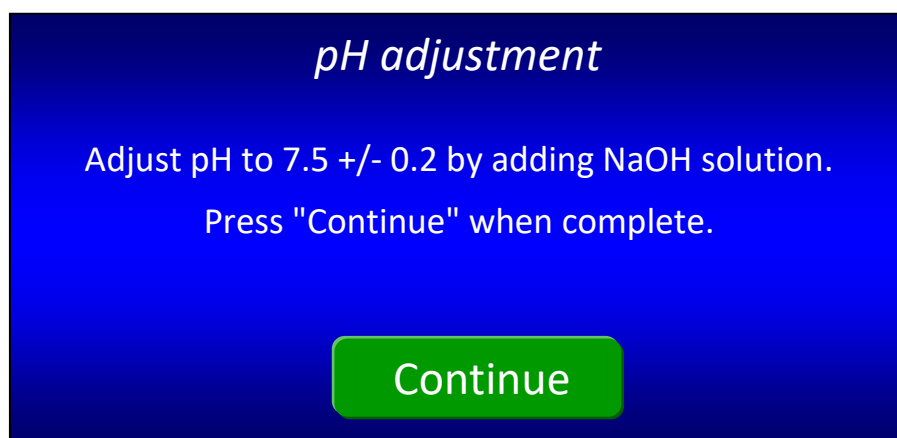 pH adjustment
Adjust pH to 7.5 +/- 0.2 by adding NaOH solution.
Press "Continue" when complete.
Continue